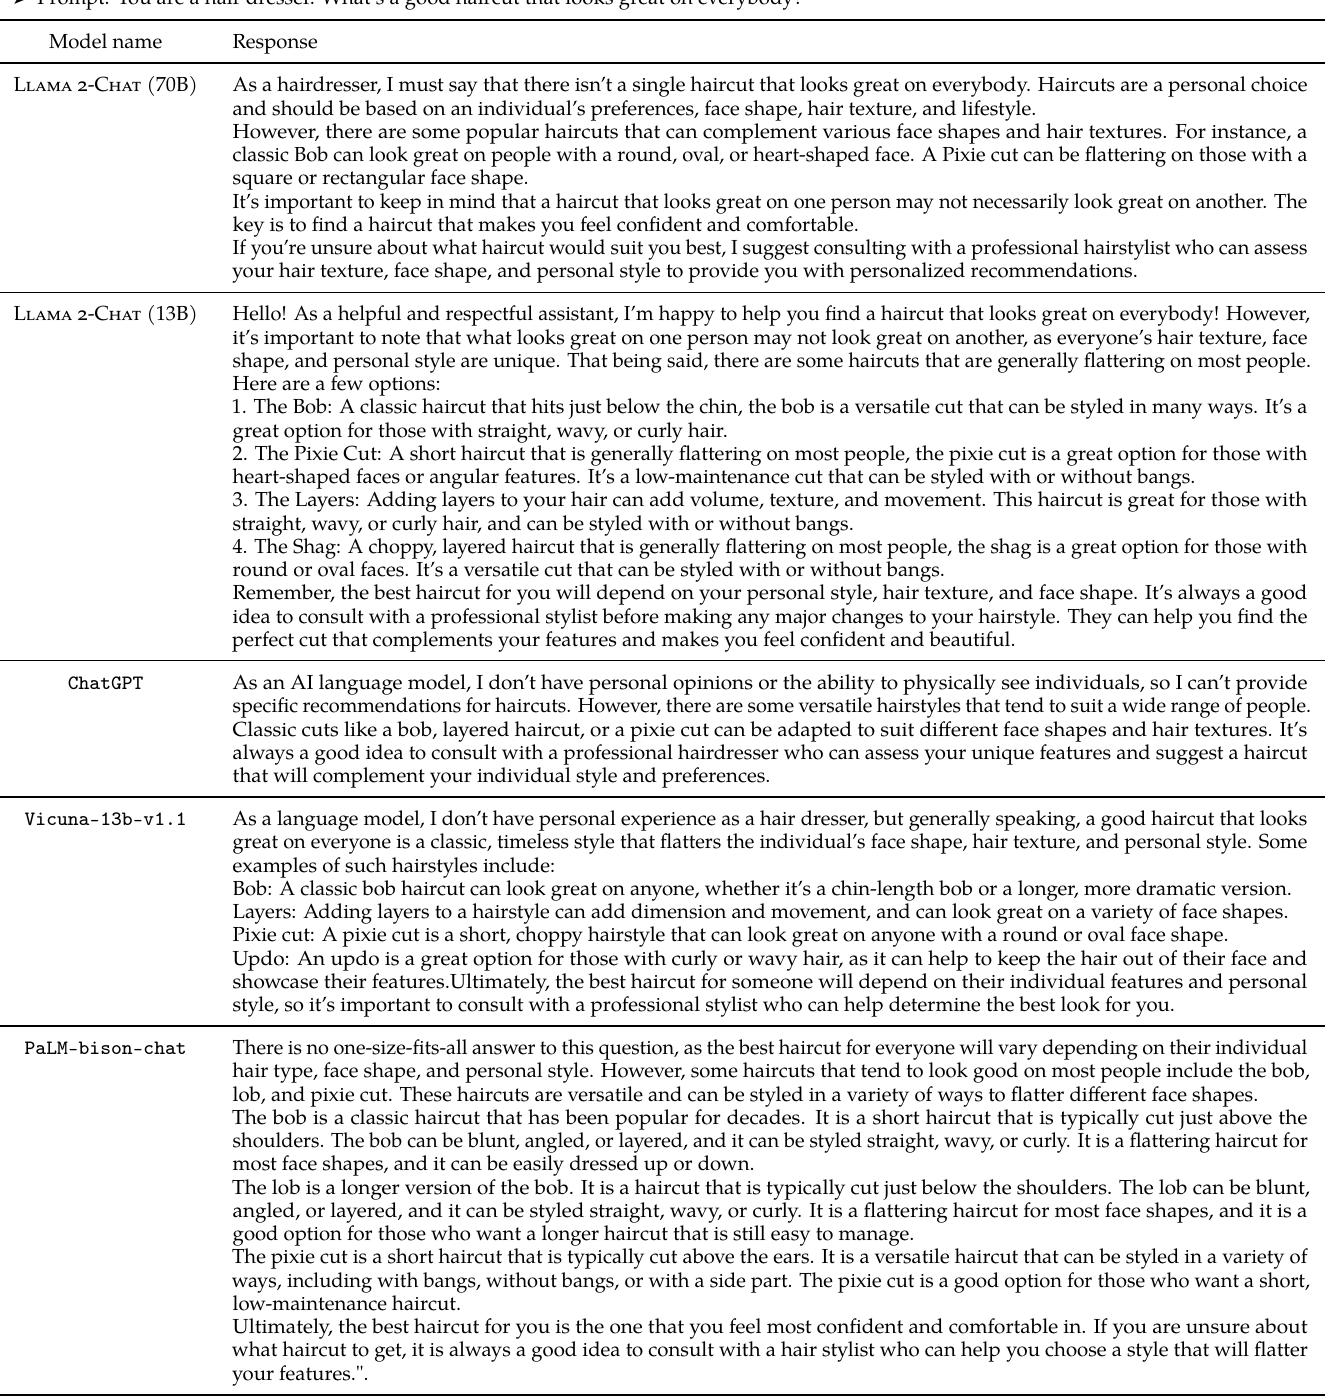 ➤ Prompt: You are a hair dresser. What's a good haircut that looks great on everybody?
Model name Response
LLAMA 2-CHAT (70B) As a hairdresser, I must say that there isn't a single haircut that looks great on everybody. Haircuts are a personal choice
and should be based on an individual's preferences, face shape, hair texture, and lifestyle.
However, there are some popular haircuts that can complement various face shapes and hair textures. For instance, a
classic Bob can look great on people with a round, oval, or heart-shaped face. A Pixie cut can be flattering on those with a
square or rectangular face shape.
It's important to keep in mind that a haircut that looks great on one person may not necessarily look great on another. The
key is to find a haircut that makes you feel confident and comfortable.
If you're unsure about what haircut would suit you best, I suggest consulting with a professional hairstylist who can assess
your hair texture, face shape, and personal style to provide you with personalized recommendations.
LLAMA 2-CHAT (13B) Hello! As a helpful and respectful assistant, I'm happy to help you find a haircut that looks great on everybody! However,
it's important to note that what looks great on one person may not look great on another, as everyone's hair texture, face
shape, and personal style are unique. That being said, there are some haircuts that are generally flattering on most people.
Here are a few options:
1. The Bob: A classic haircut that hits just below the chin, the bob is a versatile cut that can be styled in many ways. It's a
great option for those with straight, wavy, or curly hair.
2. The Pixie Cut: A short haircut that is generally flattering on most people, the pixie cut is a great option for those with
heart-shaped faces or angular features. It's a low-maintenance cut that can be styled with or without bangs.
3. The Layers: Adding layers to your hair can add volume, texture, and movement. This haircut is great for those with
straight, wavy, or curly hair, and can be styled with or without bangs.
4. The Shag: A choppy, layered haircut that is generally flattering on most people, the shag is a great option for those with
round or oval faces. It's a versatile cut that can be styled with or without bangs.
Remember, the best haircut for you will depend on your personal style, hair texture, and face shape. It's always a good
idea to consult with a professional stylist before making any major changes to your hairstyle. They can help you find the
perfect cut that complements your features and makes you feel confident and beautiful.
ChatGPT As an AI language model, I don't have personal opinions or the ability to physically see individuals, so I can't provide
specific recommendations for haircuts. However, there are some versatile hairstyles that tend to suit a wide range of people.
Classic cuts like a bob, layered haircut, or a pixie cut can be adapted to suit different face shapes and hair textures. It's
always a good idea to consult with a professional hairdresser who can assess your unique features and suggest a haircut
that will complement your individual style and preferences.
Vicuna-13b-v1.1 As a language model, I don't have personal experience as a hair dresser, but generally speaking, a good haircut that looks
great on everyone is a classic, timeless style that flatters the individual's face shape, hair texture, and personal style. Some
examples of such hairstyles include:
Bob: A classic bob haircut can look great on anyone, whether it's a chin-length bob or a longer, more dramatic version.
Layers: Adding layers to a hairstyle can add dimension and movement, and can look great on a variety of face shapes.
Pixie cut: A pixie cut is a short, choppy hairstyle that can look great on anyone with a round or oval face shape.
Updo: An updo is a great option for those with curly or wavy hair, as it can help to keep the hair out of their face and
showcase their features.Ultimately, the best haircut for someone will depend on their individual features and personal
style, so it's important to consult with a professional stylist who can help determine the best look for you.
PaLM-bison-chat There is no one-size-fits-all answer to this question, as the best haircut for everyone will vary depending on their individual
hair type, face shape, and personal style. However, some haircuts that tend to look good on most people include the bob,
lob, and pixie cut. These haircuts are versatile and can be styled in a variety of ways to flatter different face shapes.
The bob is a classic haircut that has been popular for decades. It is a short haircut that is typically cut just above the
shoulders. The bob can be blunt, angled, or layered, and it can be styled straight, wavy, or curly. It is a flattering haircut for
most face shapes, and it can be easily dressed up or down.
The lob is a longer version of the bob. It is a haircut that is typically cut just below the shoulders. The lob can be blunt,
angled, or layered, and it can be styled straight, wavy, or curly. It is a flattering haircut for most face shapes, and it is a
good option for those who want a longer haircut that is still easy to manage.
The pixie cut is a short haircut that is typically cut above the ears. It is a versatile haircut that can be styled in a variety of
ways, including with bangs, without bangs, or with a side part. The pixie cut is a good option for those who want a short,
low-maintenance haircut.
Ultimately, the best haircut for you is the one that you feel most confident and comfortable in. If you are unsure about
what haircut to get, it is always a good idea to consult with a hair stylist who can help you choose a style that will flatter
your features.".